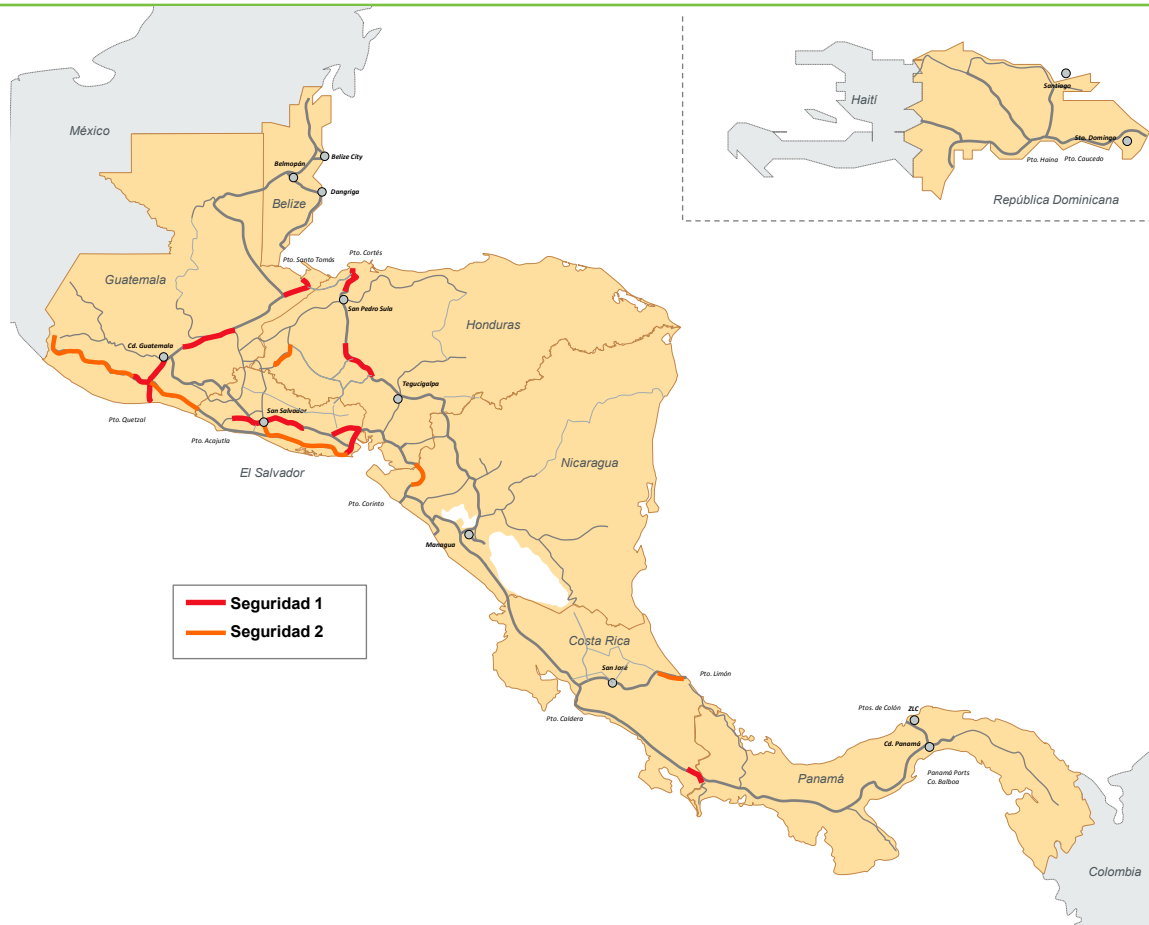 Haití
Santiago
Sto. Domingo
Pto. Haina
Pto. Caucedo
República Dominicana
México
Belize City
Belmopán
Dangriga
Belize
Pto. Santo Tomás
Pto. Cortés
Guatemala
San Pedro Sula
Honduras
Cd. Guatemala
Tegucigalpa
Pto. Quetzal
San Salvador
Pto. Acajutla
El Salvador
Nicaragua
Pto. Corinto
Managua
Seguridad 1
Seguridad 2
Costa Rica
San José
Pto. Limón
Pto. Caldera
Ptos. de Colón
ZLC
Cd. Panamá
Panamá
Panamá Ports
Co. Balboa
Colombia